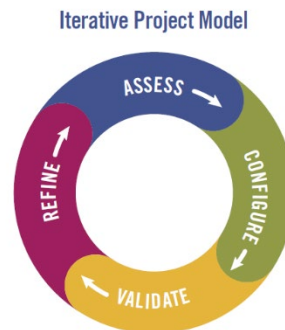 Iterative Project Model
ASSESS
CONFIGURE
VALIDATE
REFINE